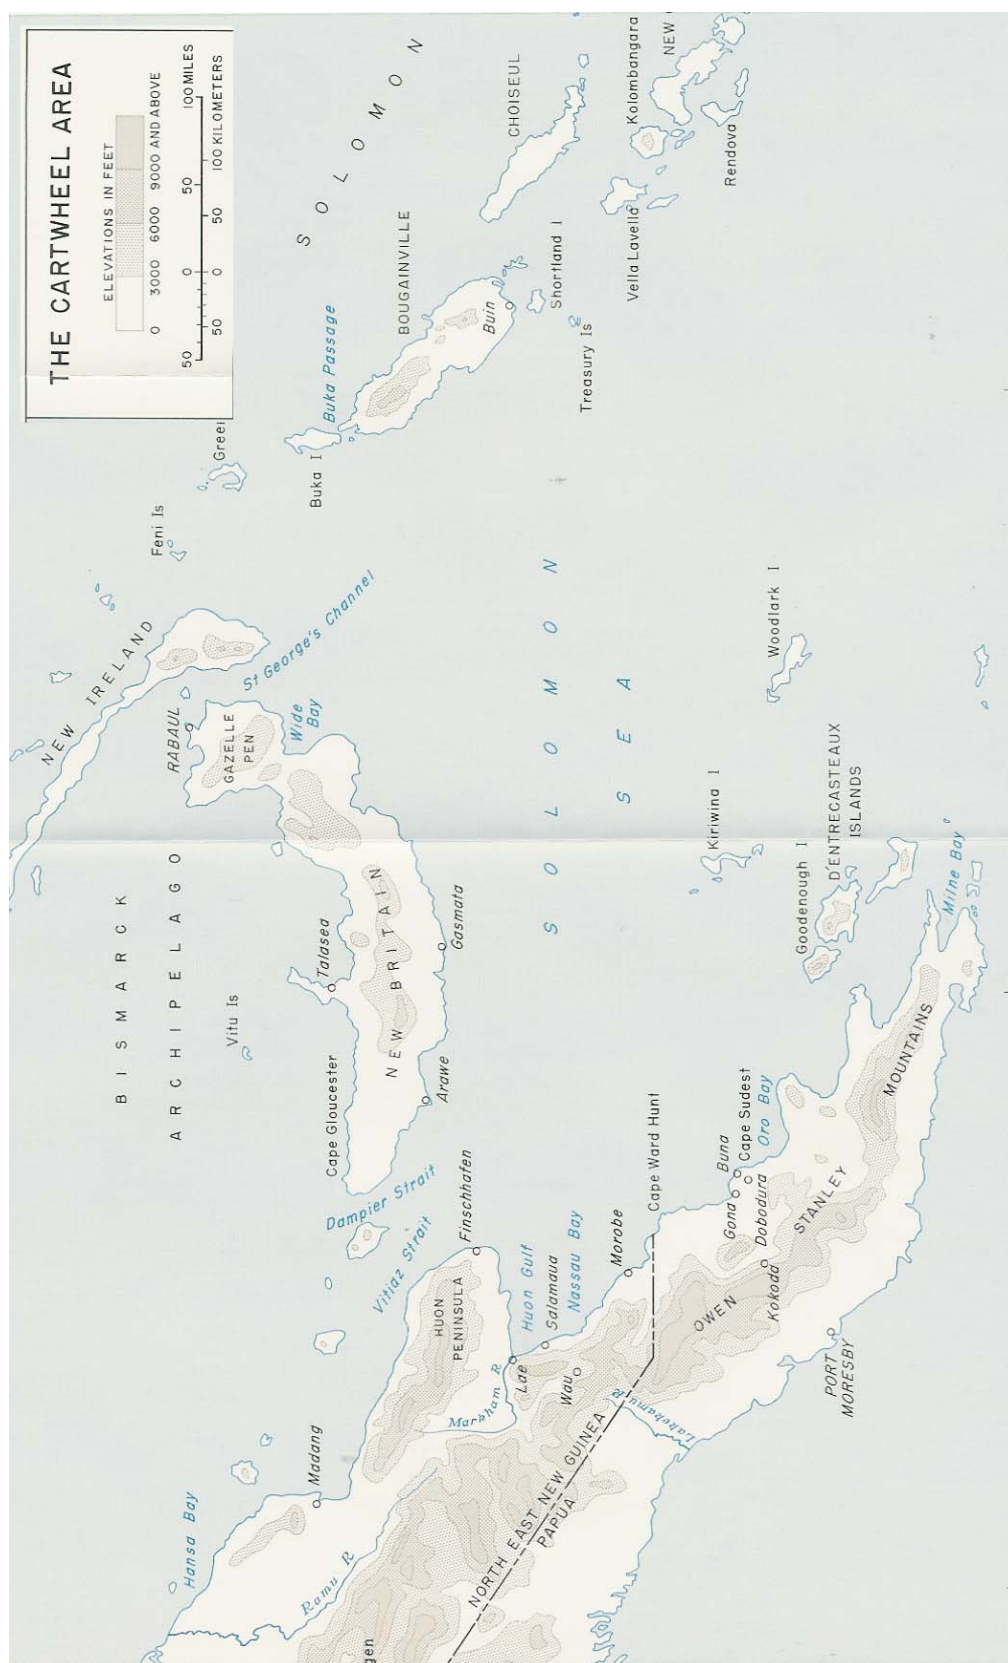 THE CARTWHEEL AREA
ELEVATIONS IN FEET
0 3000 6000 9000 AND ABOVE
50 0 50 100 MILES
50 0 50 100 KILOMETERS
Hansa Bay
Madang
Ramu R
gen
NORTH EAST NEW GUINEA
PAPUA
Markham R
HUON
PENINSULA
Vitiaz Strait
Dampier Strait
Finschhafen
Huon Gulf
Lae
Salamaua
Nassau Bay
Wau
Morobe
Lakekamu R
Cape Ward Hunt
OWEN
STANLEY
MOUNTAINS
Gona
Buna
Cape Sudest
Oro Bay
Dobodura
Kokoda
PORT
MORESBY
Milne Bay
Goodenough I
D'ENTRECASTEAUX
ISLANDS
Kiriwina I
Woodlark I
BISMARCK
ARCHIPELAGO
Vitu Is
Cape Gloucester
Talasea
NEW BRITAIN
Arawe
Gasmata
RABAUL
GAZELLE
PEN
Wide
Bay
St George's Channel
NEW IRELAND
Feni Is
Green
SOLOMON
SEA
Buka I
Buka Passage
BOUGAINVILLE
Buin
Shortland I
Treasury Is
SOLOMON
CHOISEUL
Vella Lavella
Kolombangara
NEW
Rendova